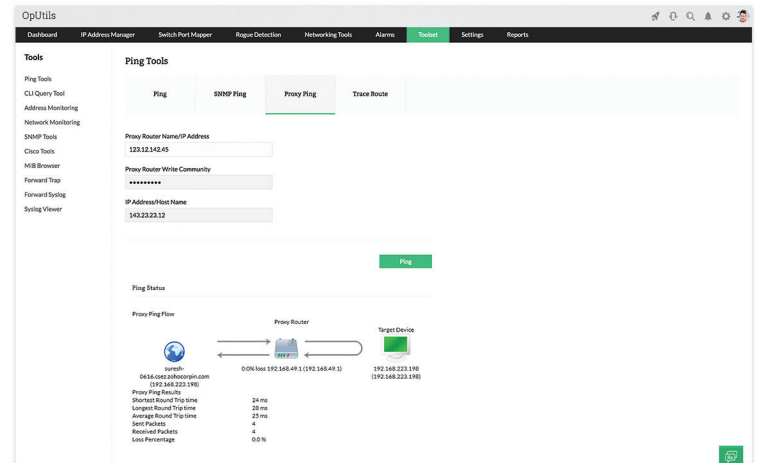 OpUtils
Dashboard IP Address Manager Switch Port Mapper Rogue Detection Networking Tools Alarms Toolset Settings Reports
Tools
Ping Tools
CLI Query Tool
Address Monitoring
Network Monitoring
SNMP Tools
Cisco Tools
MIB Browser
Forward Trap
Forward Syslog
Syslog Viewer
Ping Tools
Ping SNMP Ping Proxy Ping Trace Route
Proxy Router Name/IP Address
123.12.142.45
Proxy Router Write Community
•••••••••
IP Address/Host Name
143.23.23.12
Ping
Ping Status
Proxy Ping Flow
Proxy Router
Target Device
suresh-
0616.csez.zohocorpin.com
(192.168.223.198)
0.0% loss 192.168.49.1 (192.168.49.1)
192.168.223.198
(192.168.223.198)
Proxy Ping Results
Shortest Round Trip time 24 ms
Longest Round Trip time 28 ms
Average Round Trip time 25 ms
Sent Packets 4
Received Packets 4
Loss Percentage 0.0 %